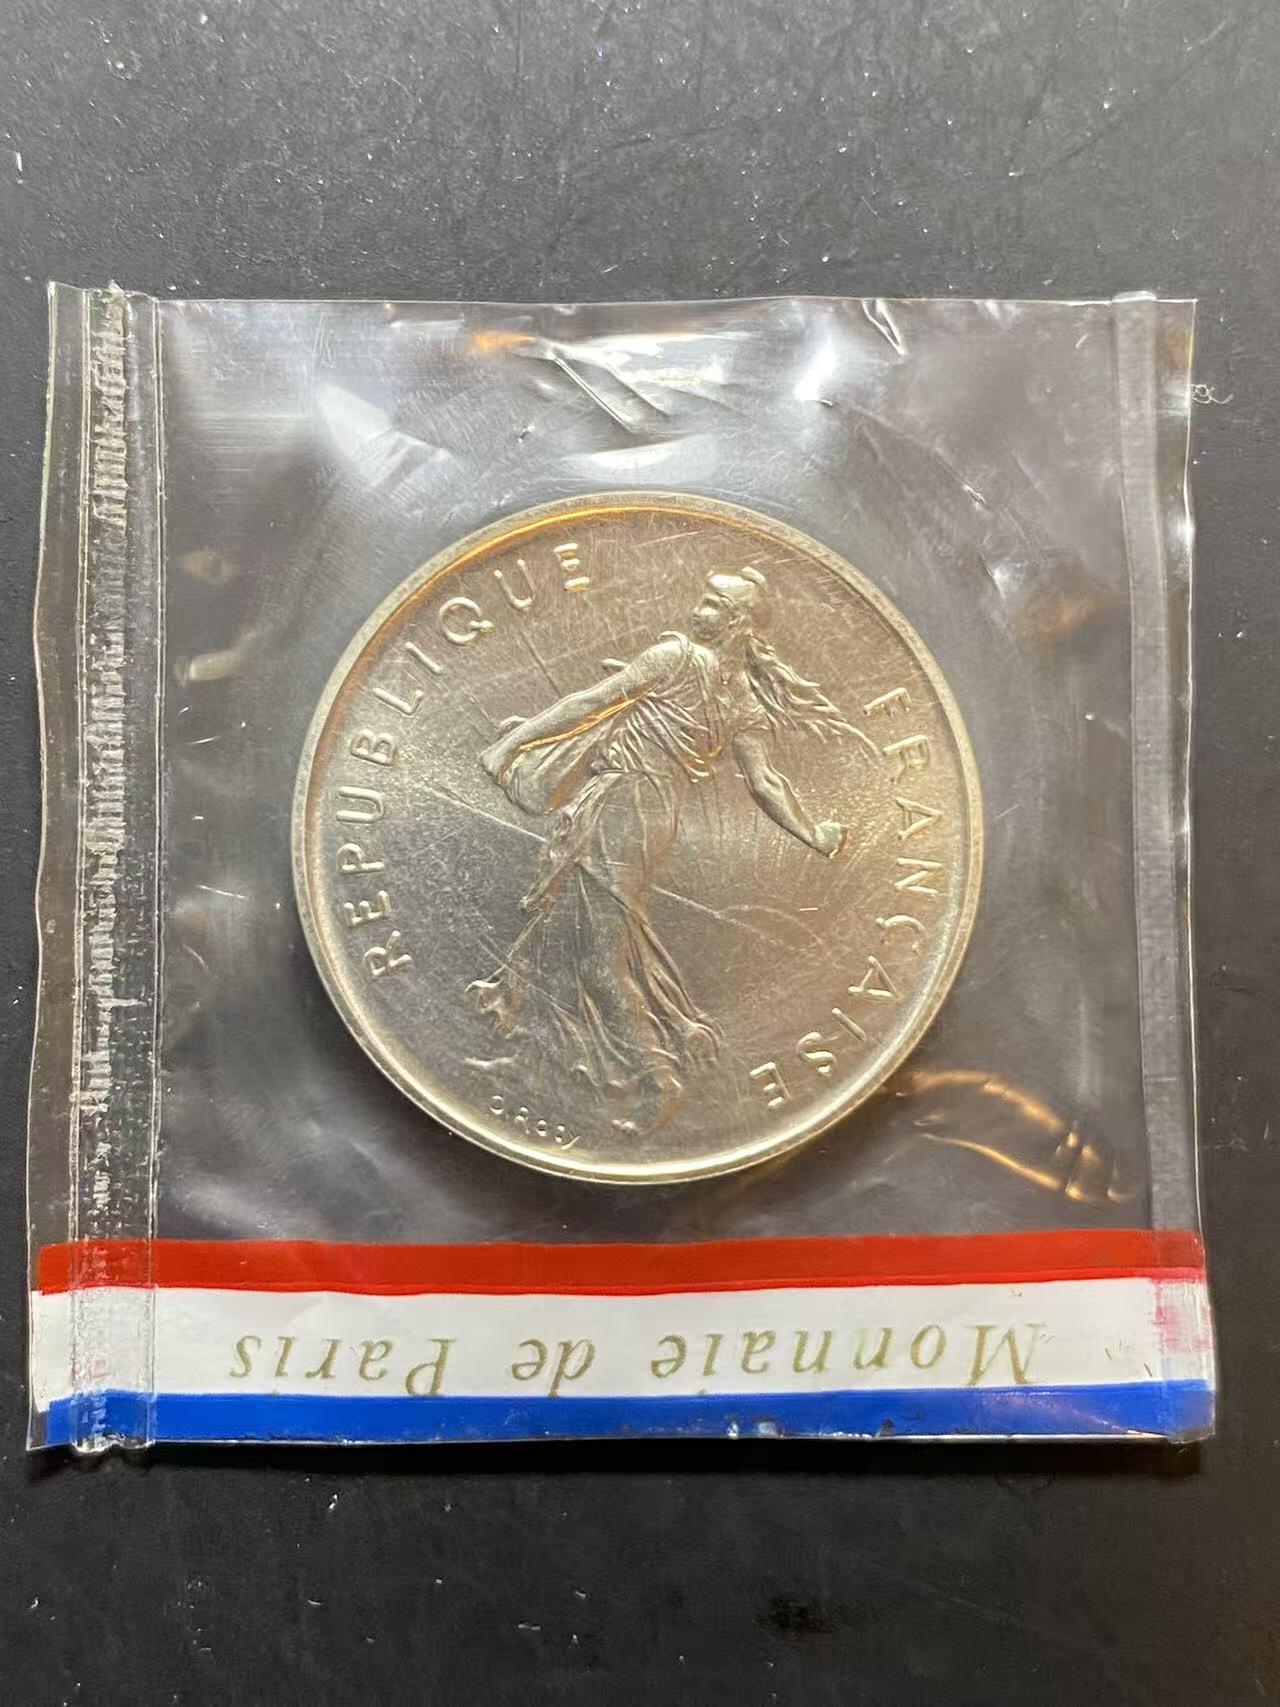 REPUBLIQUE FRANÇAISE
O. Roty
Monnaie de Paris